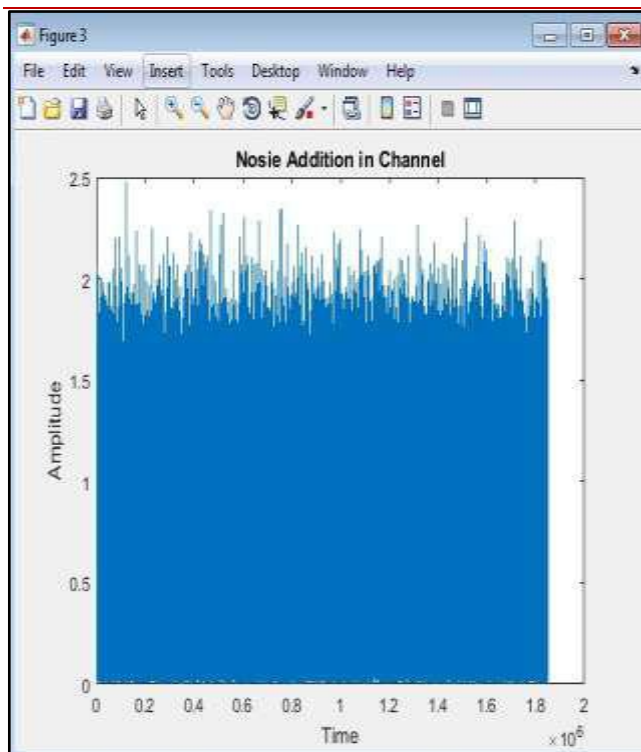 Figure 3
File Edit View Insert Tools Desktop Window Help
Nosie Addition in Channel
2.5
2
1.5
1
0.5
0
Amplitude
0 0.2 0.4 0.6 0.8 1 1.2 1.4 1.6 1.8 2
Time
× 10⁶